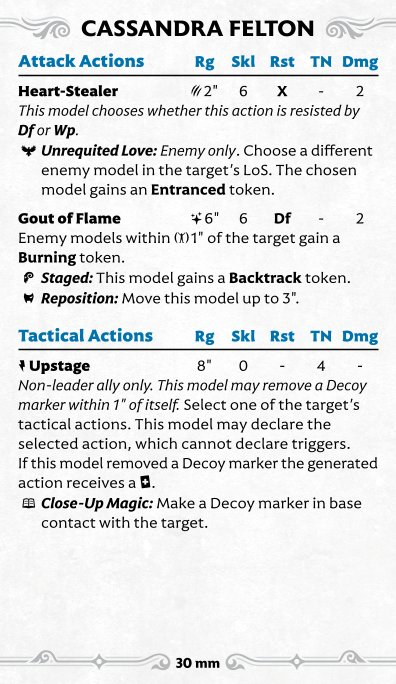 CASSANDRA FELTON
Attack Actions Rg Skl Rst TN Dmg
Heart-Stealer 2" 6 X - 2
This model chooses whether this action is resisted by
Df or Wp.
Unrequited Love: Enemy only. Choose a different
enemy model in the target's LoS. The chosen
model gains an Entranced token.
Gout of Flame 6" 6 Df - 2
Enemy models within 1" of the target gain a
Burning token.
Staged: This model gains a Backtrack token.
Reposition: Move this model up to 3".
Tactical Actions Rg Skl Rst TN Dmg
Upstage 8" 0 - 4 -
Non-leader ally only. This model may remove a Decoy
marker within 1" of itself. Select one of the target's
tactical actions. This model may declare the
selected action, which cannot declare triggers.
If this model removed a Decoy marker the generated
action receives a .
Close-Up Magic: Make a Decoy marker in base
contact with the target.
30 mm